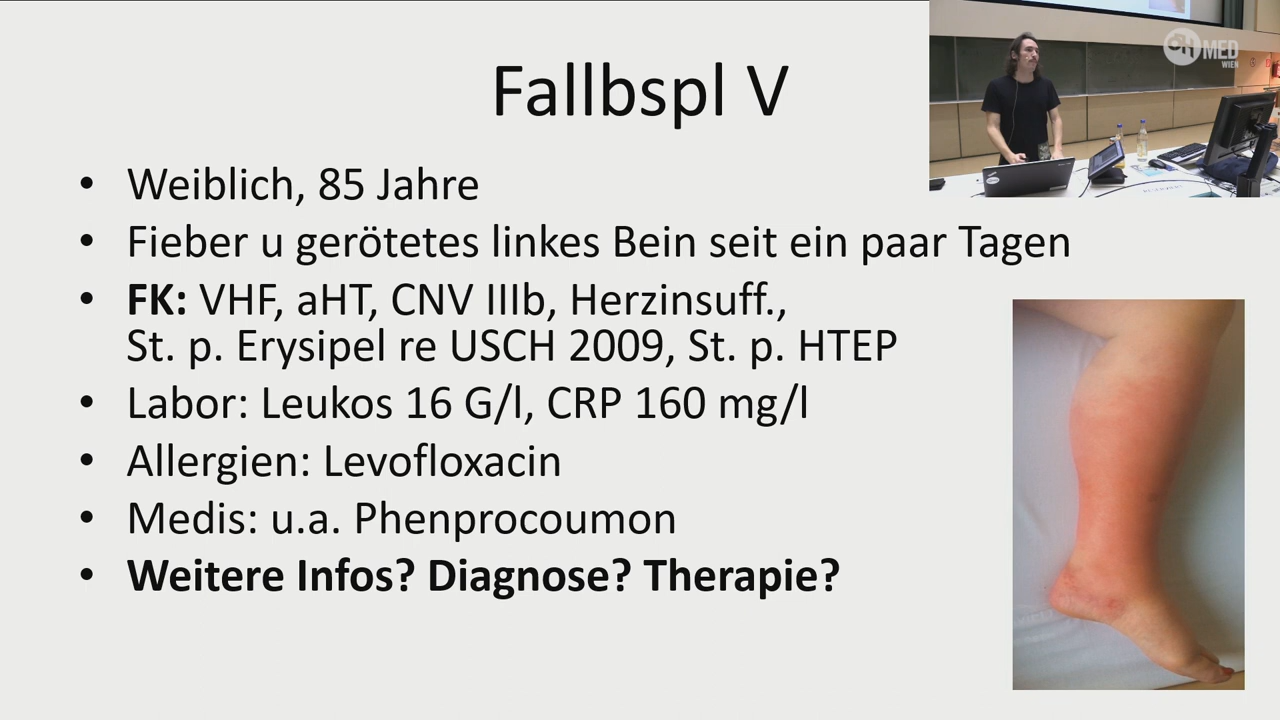 Fallbspl V
ÖH MED
WIEN
• Weiblich, 85 Jahre
• Fieber u gerötetes linkes Bein seit ein paar Tagen
• FK: VHF, aHT, CNV IIIb, Herzinsuff.,
St. p. Erysipel re USCH 2009, St. p. HTEP
• Labor: Leukos 16 G/l, CRP 160 mg/l
• Allergien: Levofloxacin
• Medis: u.a. Phenprocoumon
• Weitere Infos? Diagnose? Therapie?